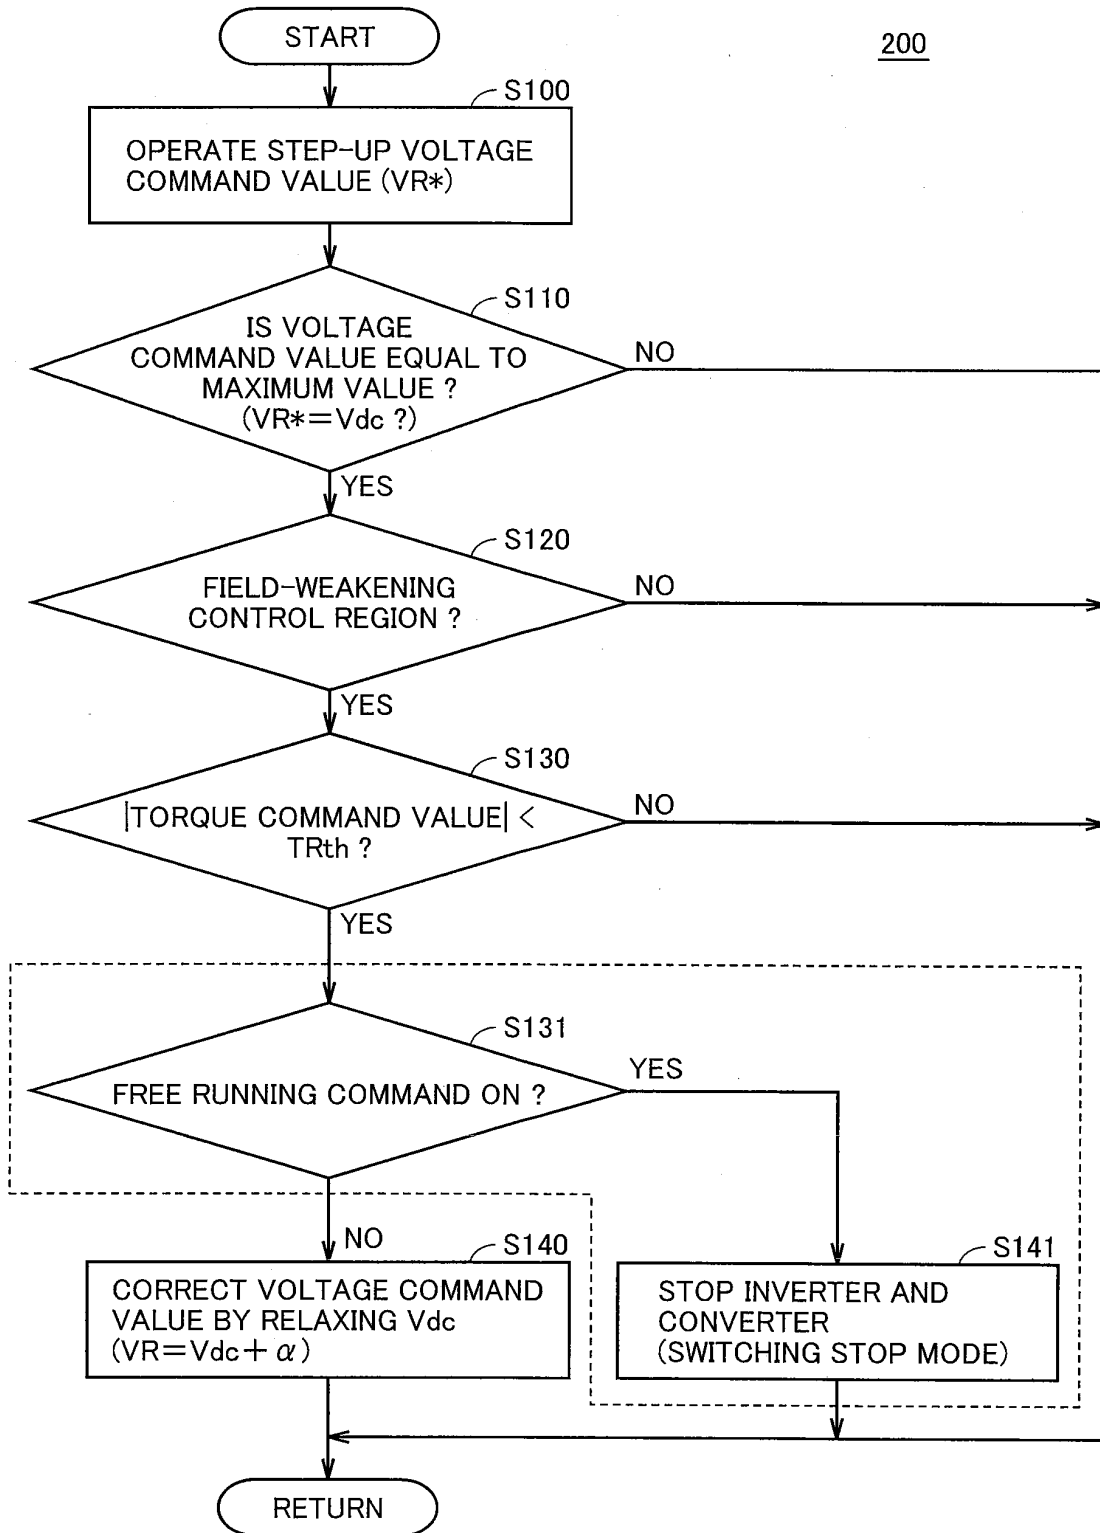 START
200
S100
OPERATE STEP-UP VOLTAGE
COMMAND VALUE (VR*)
S110
IS VOLTAGE
COMMAND VALUE EQUAL TO
MAXIMUM VALUE ?
(VR*=Vdc ?)
NO
YES
S120
FIELD-WEAKENING
CONTROL REGION ?
NO
YES
S130
|TORQUE COMMAND VALUE| <
TRth ?
NO
YES
S131
FREE RUNNING COMMAND ON ?
YES
NO
S140
CORRECT VOLTAGE COMMAND
VALUE BY RELAXING Vdc
(VR=Vdc+ α)
S141
STOP INVERTER AND
CONVERTER
(SWITCHING STOP MODE)
RETURN